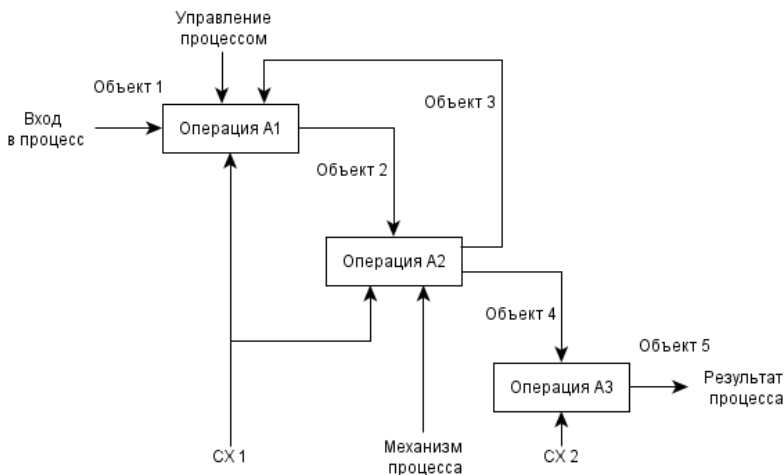 Управление
процессом
Объект 1
Объект 3
Вход
в процесс
Операция А1
Объект 2
Операция А2
Объект 4
Объект 5
Операция А3
Результат
процесса
СХ 1
Механизм
процесса
СХ 2